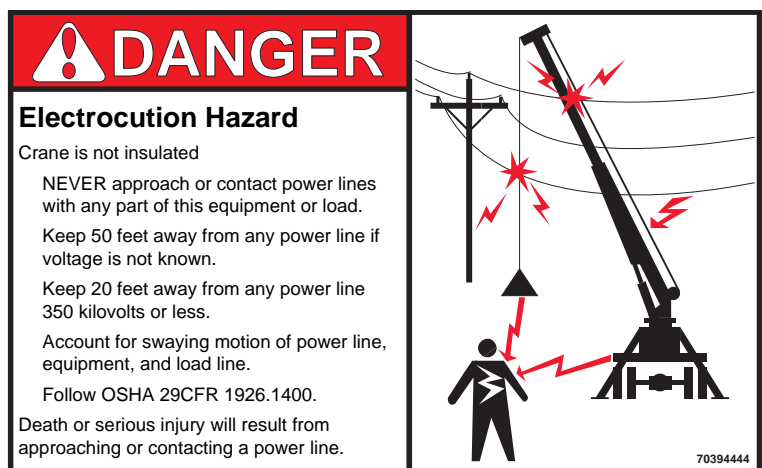 DANGER
Electrocution Hazard
Crane is not insulated
NEVER approach or contact power lines
with any part of this equipment or load.
Keep 50 feet away from any power line if
voltage is not known.
Keep 20 feet away from any power line
350 kilovolts or less.
Account for swaying motion of power line,
equipment, and load line.
Follow OSHA 29CFR 1926.1400.
Death or serious injury will result from
approaching or contacting a power line.
70394444